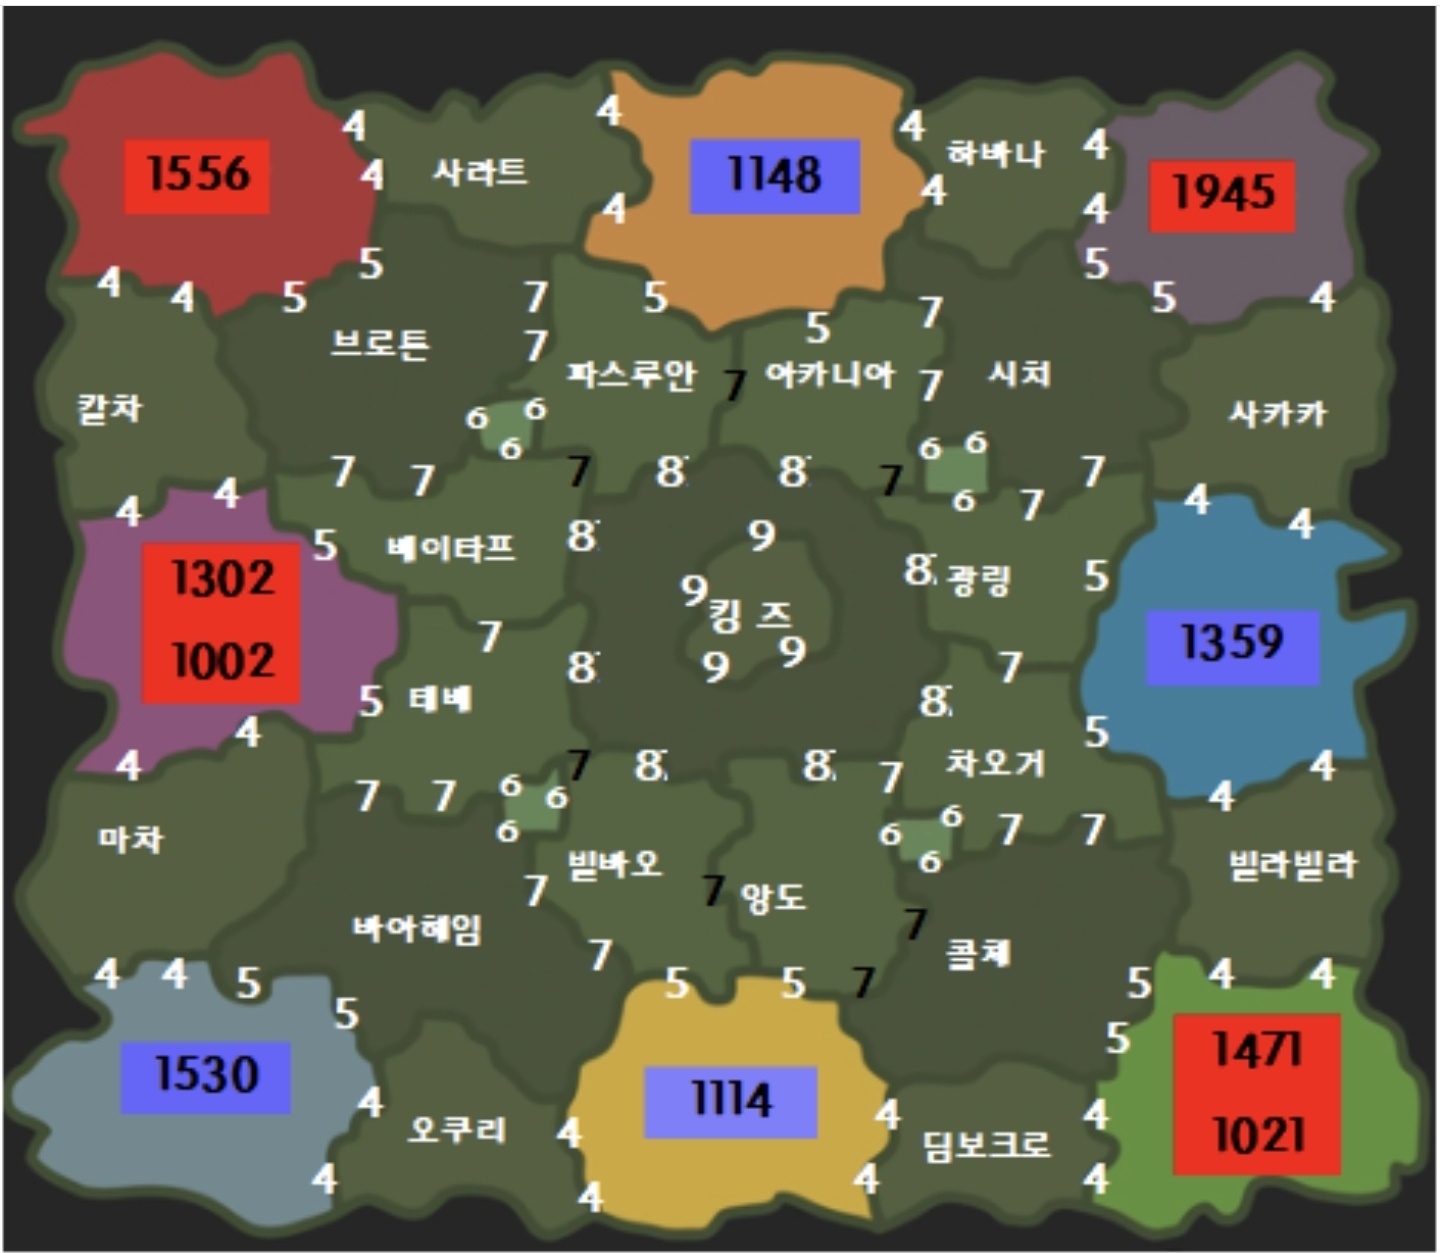 4 4 4
1556 사라트 1148 하바나 4 1945
4 4 4 4
4 4 5 5 7 5 5 7 5 5 4
브로튼 7 파스루안 7 아카니아 7 시치
칼차 사카카
6 6 6 6 6 6
7 7 7 8 8 7 7 7
4 4 4 4
5 베이타프 8 9 8 광링 5
1302 9 킹 즈 1359
1002 7 8 9 9 7
5 테베 8 5
4 차오거
4 7 8 8 7 4
7 7 6 6 6 6 7 7 4
마차 6 6
빌바오 7 앙도 빌라빌라
7
바아헤임 7 7 콜체
4 4 5 5 5 7 5 4 4
5 5 1471
1530 4 1114 4 4
오쿠리 4 딤보크로 1021
4 4 4 4